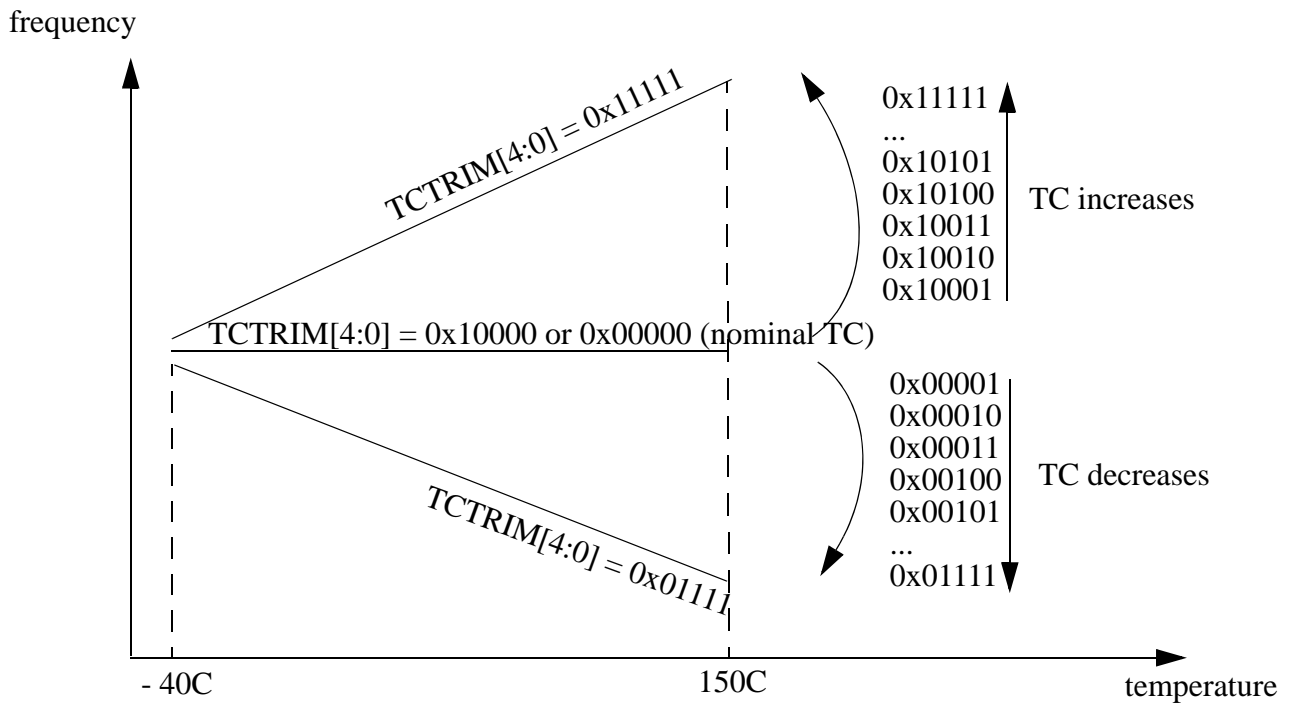 frequency
TCTRIM[4:0] = 0x11111
0x11111
...
0x10101
0x10100
0x10011
0x10010
0x10001
TC increases
TCTRIM[4:0] = 0x10000 or 0x00000 (nominal TC)
0x00001
0x00010
0x00011
0x00100
0x00101
...
0x01111
TC decreases
TCTRIM[4:0] = 0x01111
- 40C
150C
temperature